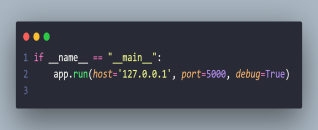 1 if __name__ == "__main__":
2     app.run(host='127.0.0.1', port=5000, debug=True)
3